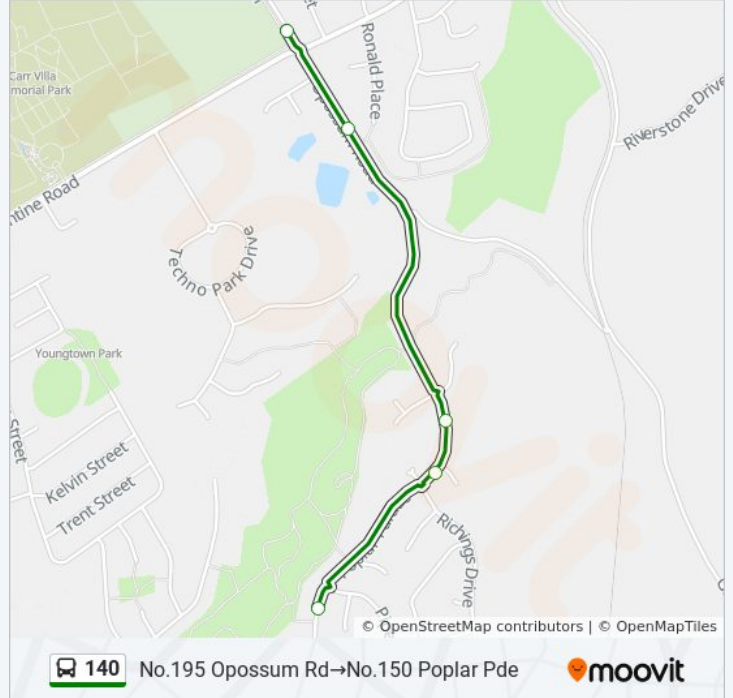 Ronald Place
Carr Villa
morial Park
Riverstone Drive
ntine Road
Techno Park Drive
Youngtown Park
Street
Kelvin Street
Trent Street
Richings Drive
© OpenStreetMap contributors | © OpenMapTiles
140 No.195 Opossum Rd→No.150 Poplar Pde moovit